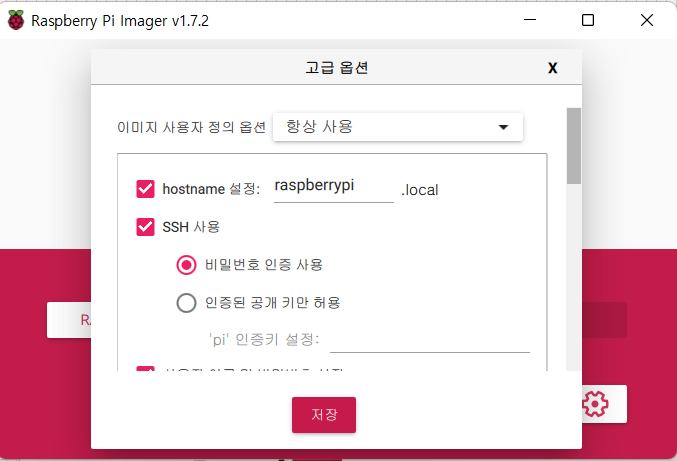 Raspberry Pi Imager v1.7.2
고급 옵션
X
이미지 사용자 정의 옵션 항상 사용
hostname 설정: raspberrypi .local
SSH 사용
비밀번호 인증 사용
인증된 공개 키만 허용
'pi' 인증키 설정:
저장